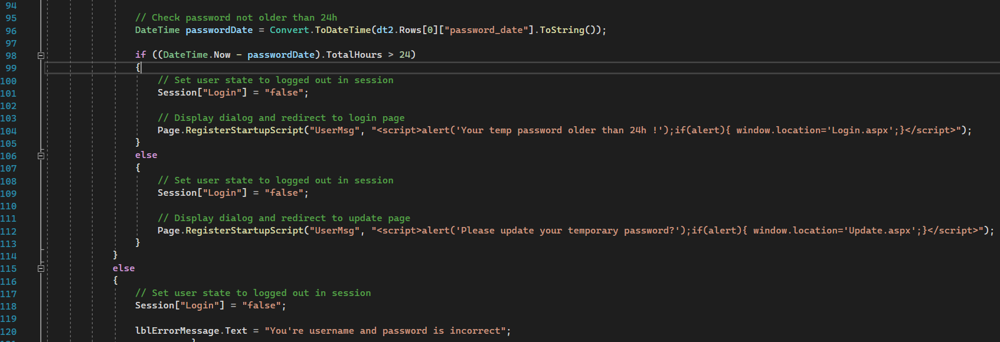 94
95 // Check password not older than 24h
96 DateTime passwordDate = Convert.ToDateTime(dt2.Rows[0]["password_date"].ToString());
97
98 if ((DateTime.Now - passwordDate).TotalHours > 24)
99 {
100 // Set user state to logged out in session
101 Session["Login"] = "false";
102
103 // Display dialog and redirect to login page
104 Page.RegisterStartupScript("UserMsg", "<script>alert('Your temp password older than 24h !');if(alert){ window.location='Login.aspx';}</script>");
105 }
106 else
107 {
108 // Set user state to logged out in session
109 Session["Login"] = "false";
110
111 // Display dialog and redirect to update page
112 Page.RegisterStartupScript("UserMsg", "<script>alert('Please update your temporary password?');if(alert){ window.location='Update.aspx';}</script>");
113 }
114 }
115 else
116 {
117 // Set user state to logged out in session
118 Session["Login"] = "false";
119
120 lblErrorMessage.Text = "You're username and password is incorrect";